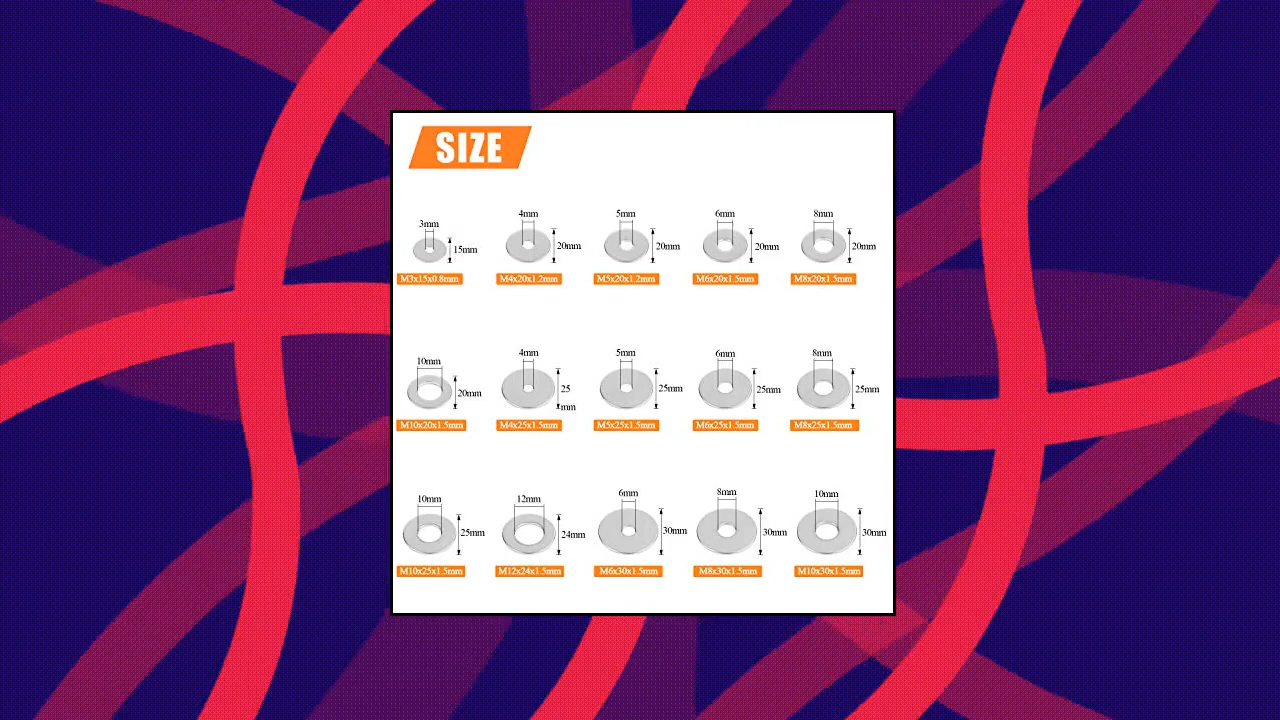 SIZE
3mm
4mm
5mm
6mm
8mm
15mm
20mm
20mm
20mm
20mm
M3x15x0.8mm
M4x20x1.2mm
M5x20x1.2mm
M6x20x1.5mm
M8x20x1.5mm
10mm
4mm
5mm
6mm
8mm
20mm
25
mm
25mm
25mm
25mm
M10x20x1.5mm
M4x25x1.5mm
M5x25x1.5mm
M6x25x1.5mm
M8x25x1.5mm
10mm
12mm
6mm
8mm
10mm
25mm
24mm
30mm
30mm
30mm
M10x25x1.5mm
M12x24x1.5mm
M6x30x1.5mm
M8x30x1.5mm
M10x30x1.5mm